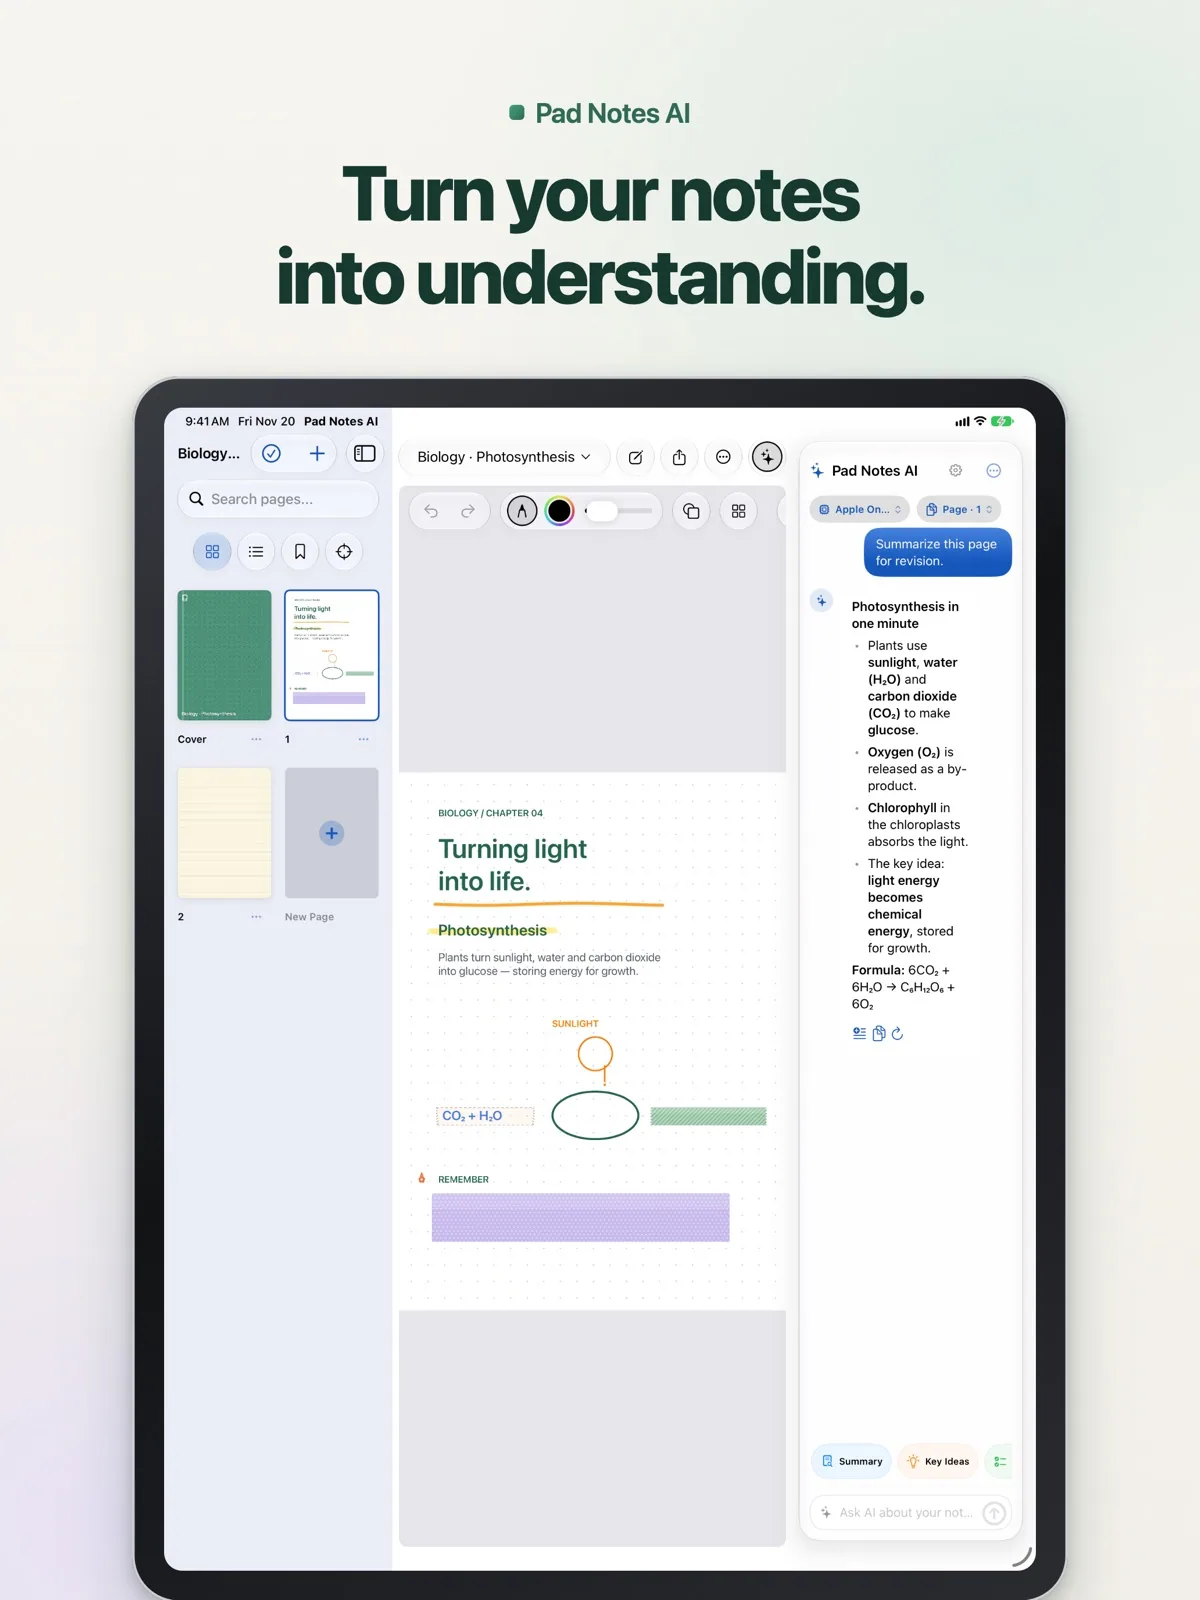 Pad Notes AI
Turn your notes
into understanding.
9:41 AM Fri Nov 20 Pad Notes AI
Biology...
Search pages...
Biology · Photosynthesis
Cover
1
2
New Page
Turning light
into life.
Photosynthesis
BIOLOGY / CHAPTER 04
Turning light
into life.
Photosynthesis
Plants turn sunlight, water and carbon dioxide
into glucose — storing energy for growth.
SUNLIGHT
CO₂ + H₂O
REMEMBER
Pad Notes AI
Apple On...
Page · 1
Summarize this page
for revision.
Photosynthesis in
one minute
• Plants use
sunlight, water
(H₂O) and
carbon dioxide
(CO₂) to make
glucose.
• Oxygen (O₂) is
released as a by-
product.
• Chlorophyll in
the chloroplasts
absorbs the light.
• The key idea:
light energy
becomes
chemical
energy, stored
for growth.
Formula: 6CO₂ +
6H₂O → C₆H₁₂O₆ +
6O₂
Summary
Key Ideas
Ask AI about your not...